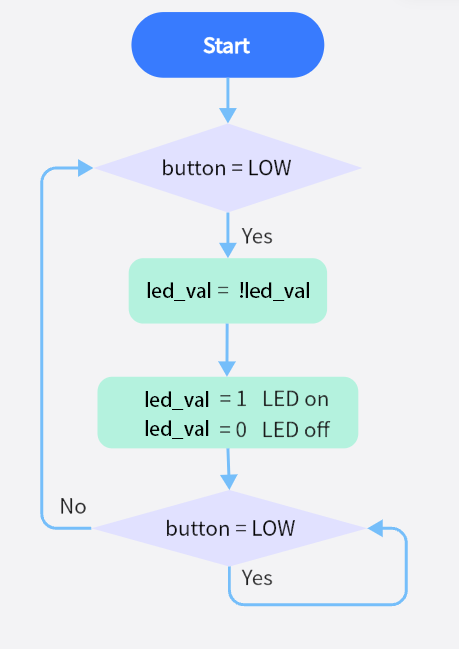 Start
button = LOW
Yes
led_val = !led_val
led_val = 1 LED on
led_val = 0 LED off
No
button = LOW
Yes